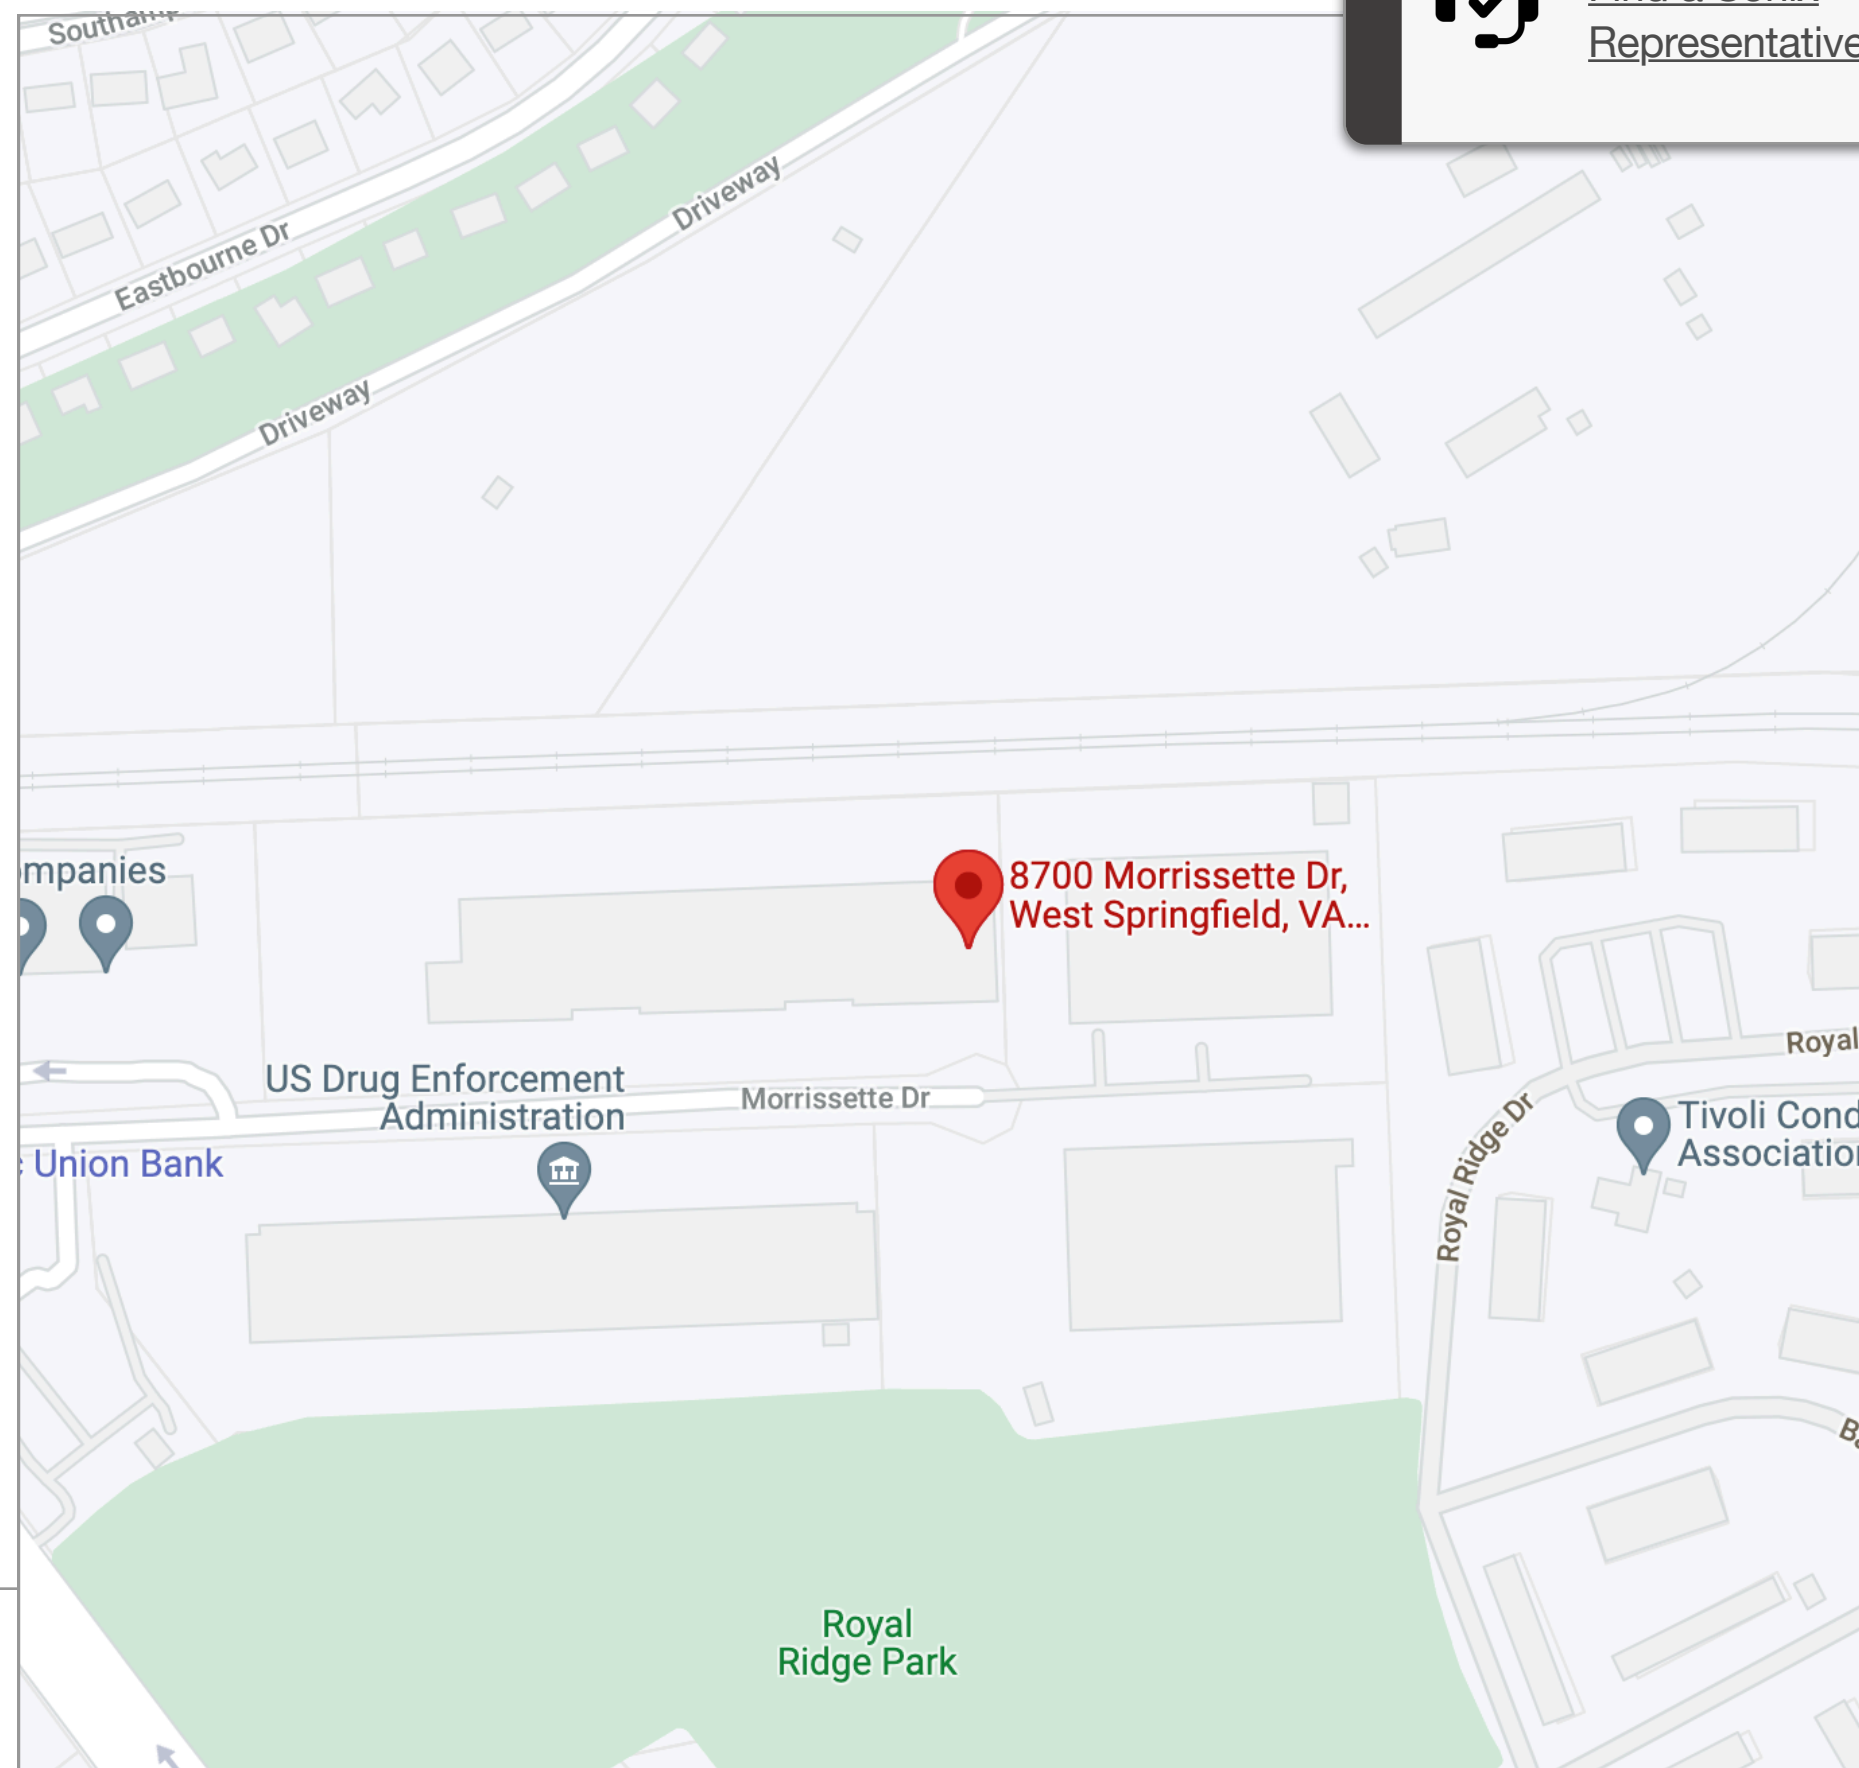 Representative
Eastbourne Dr
Driveway
Driveway
8700 Morrissette Dr,
West Springfield, VA...
mpanies
US Drug Enforcement
Administration
Morrissette Dr
Union Bank
Royal
Royal Ridge Dr
Tivoli Cond
Associatio
Royal
Ridge Park